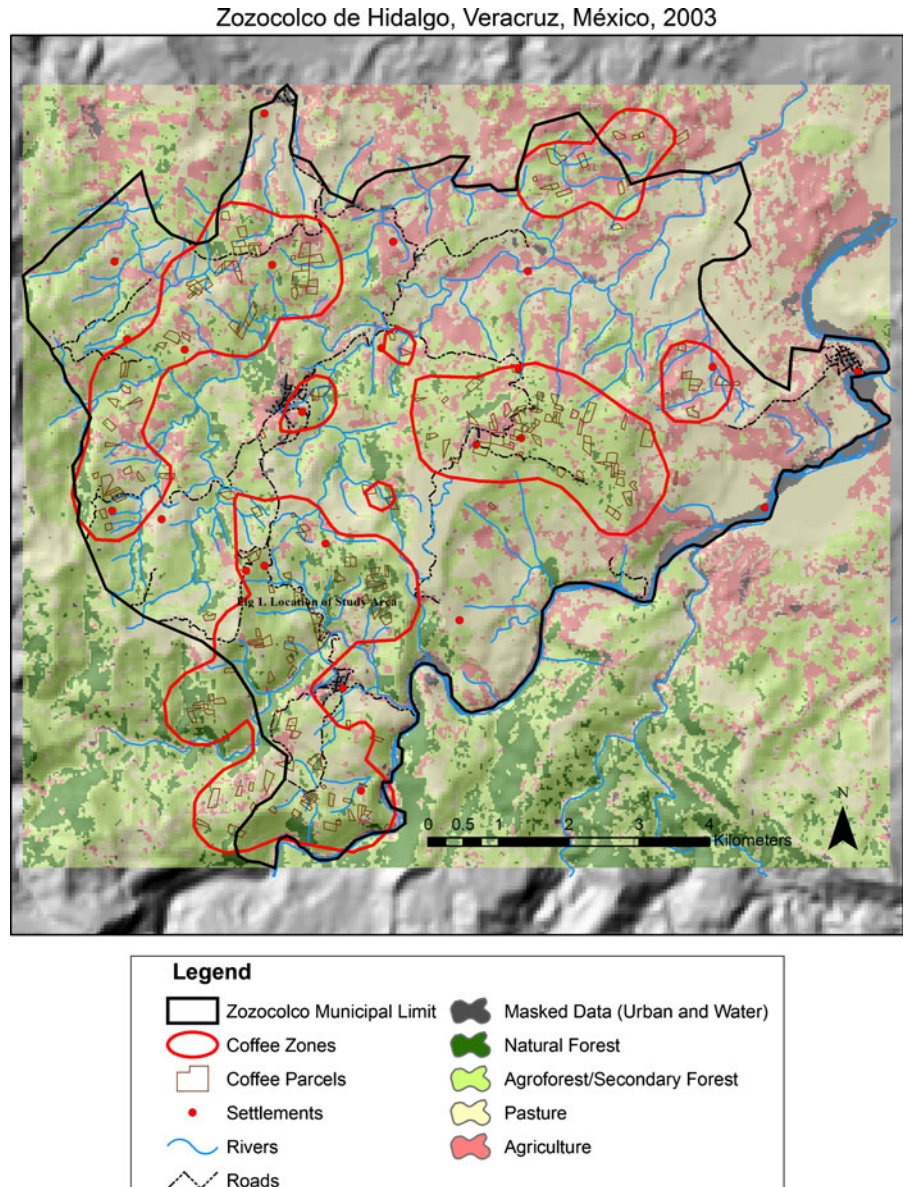 Zozocolco de Hidalgo, Veracruz, México, 2003
Fig 1. Location of Study Area
N
0 0.5 1 2 3 4
Kilometers
Legend
Zozocolco Municipal Limit
Coffee Zones
Coffee Parcels
Settlements
Rivers
Roads
Masked Data (Urban and Water)
Natural Forest
Agroforest/Secondary Forest
Pasture
Agriculture